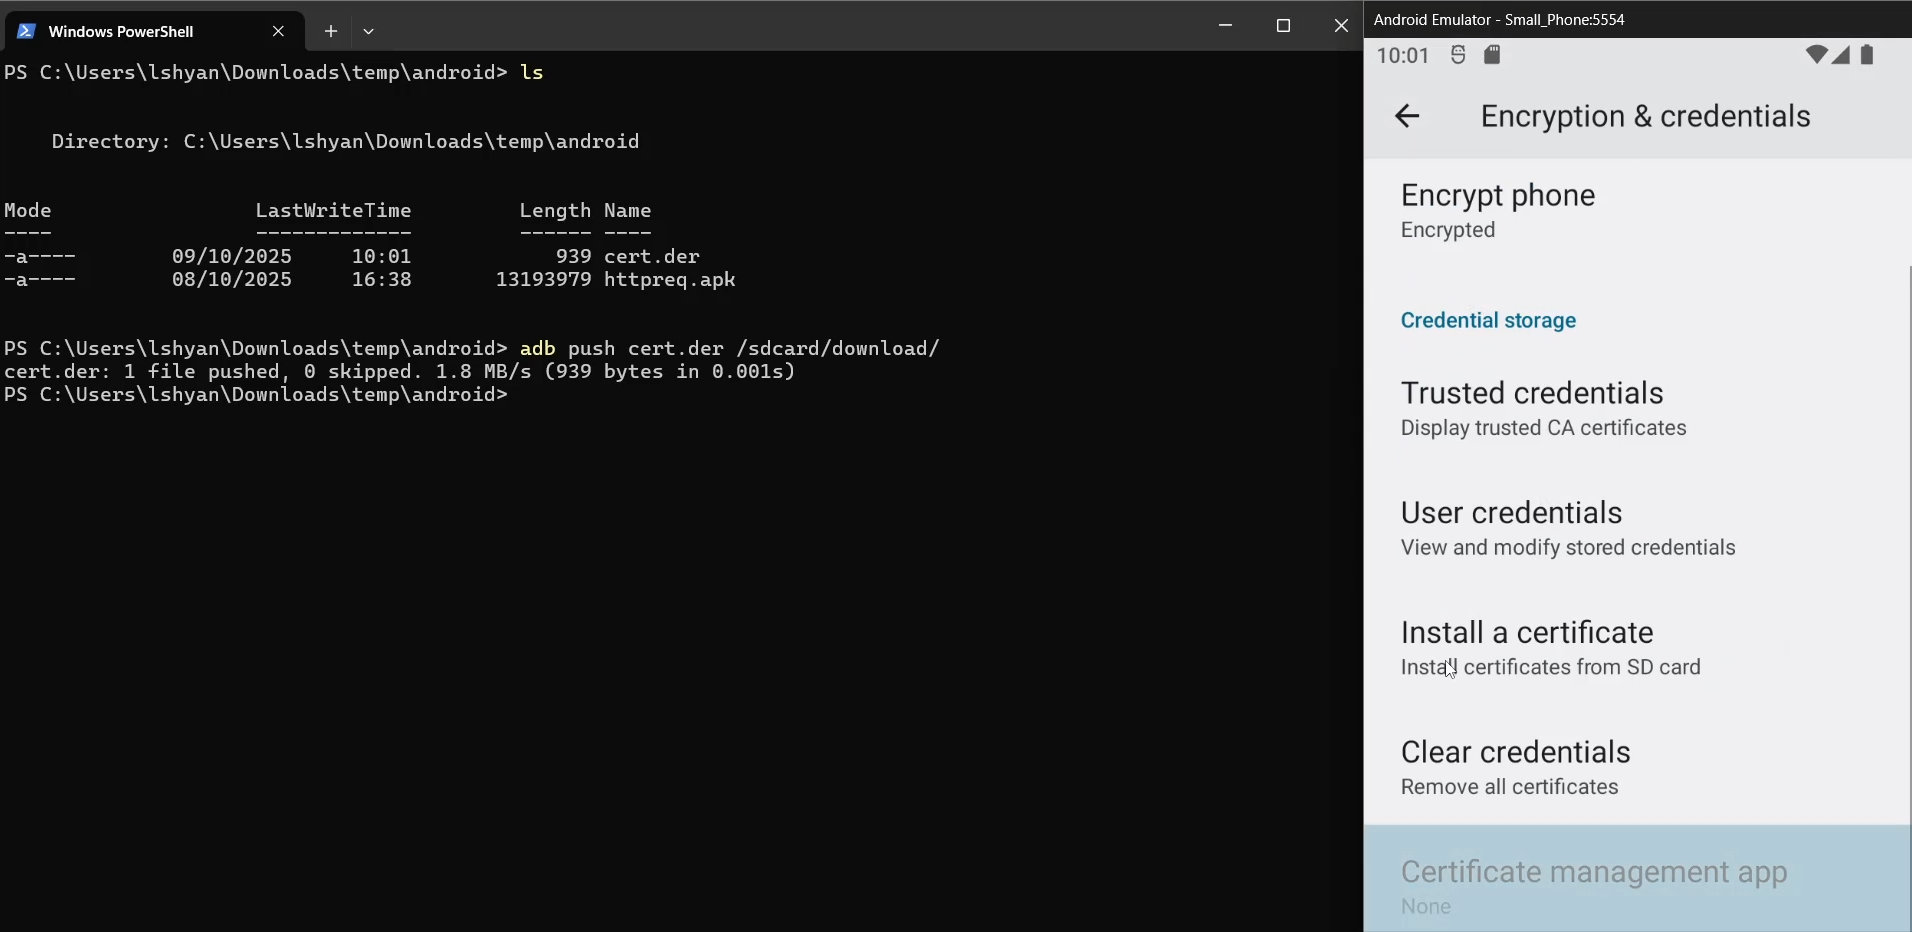 Windows PowerShell
PS C:\Users\lshyan\Downloads\temp\android> ls
Directory: C:\Users\lshyan\Downloads\temp\android
Mode LastWriteTime Length Name
---- ------------- ------ ----
-a---- 09/10/2025 10:01 939 cert.der
-a---- 08/10/2025 16:38 13193979 httpreq.apk
PS C:\Users\lshyan\Downloads\temp\android> adb push cert.der /sdcard/download/
cert.der: 1 file pushed, 0 skipped. 1.8 MB/s (939 bytes in 0.001s)
PS C:\Users\lshyan\Downloads\temp\android>
Android Emulator - Small_Phone:5554
10:01
Encryption & credentials
Encrypt phone
Encrypted
Credential storage
Trusted credentials
Display trusted CA certificates
User credentials
View and modify stored credentials
Install a certificate
Install certificates from SD card
Clear credentials
Remove all certificates
Certificate management app
None